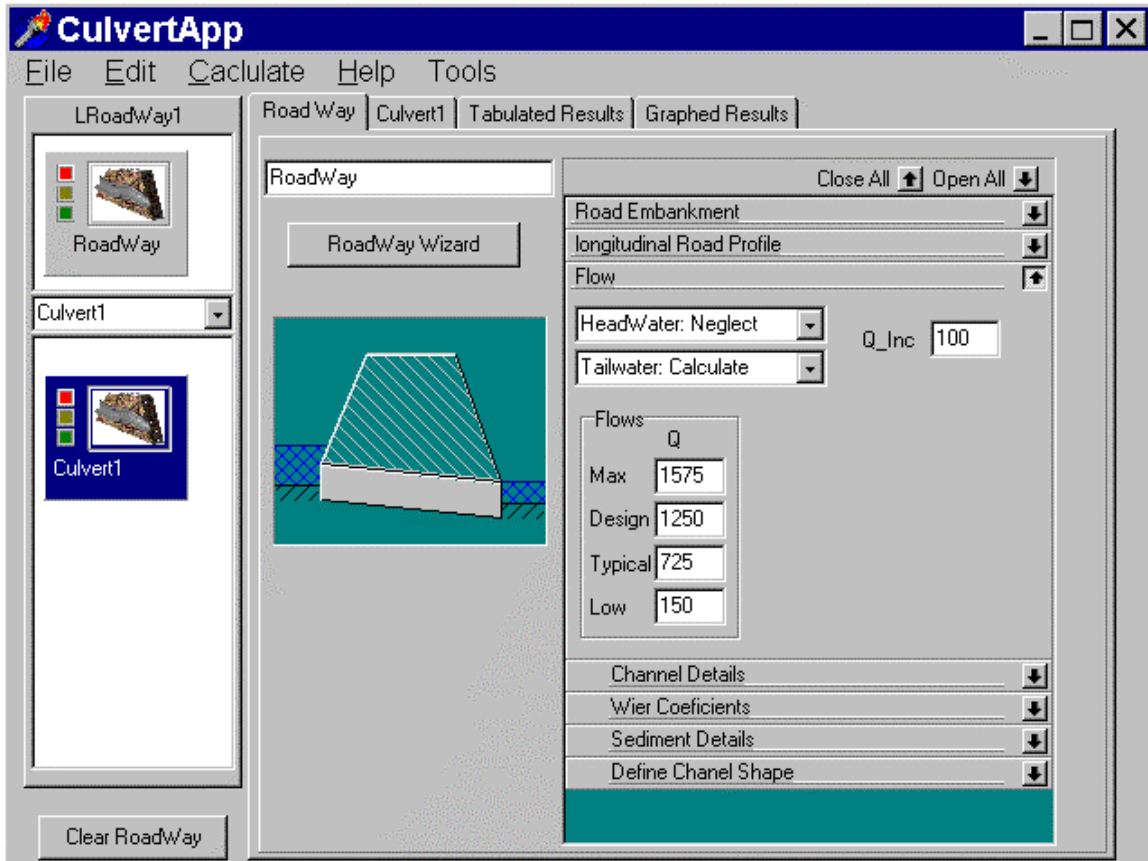 CulvertApp
File Edit Caclulate Help Tools
LRoadWay1
RoadWay
Culvert1
Culvert1
Clear RoadWay
Road Way Culvert1 Tabulated Results Graphed Results
RoadWay
RoadWay Wizard
Close All Open All
Road Embankment
longitudinal Road Profile
Flow
HeadWater: Neglect
Tailwater: Calculate
Q_Inc 100
Flows
Q
Max 1575
Design 1250
Typical 725
Low 150
Channel Details
Wier Coeficients
Sediment Details
Define Chanel Shape